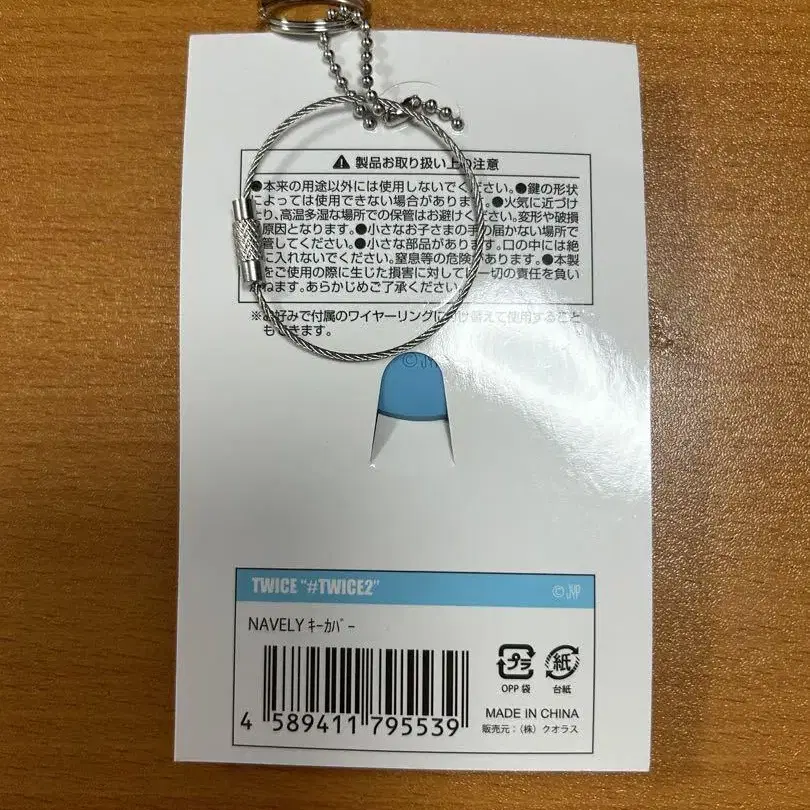 製品お取り扱い上の注意
●本来の用途以外には使用しないでください。●鍵の形状
によっては使用できない場合があります。●火気に近づけ
たり、高温多湿な場所での保管はお避けください。変形や破損
原因となります。●小さなお子さまの手の届かない場所で
管してください。●小さな部品があります。口の中には絶
に入れないでください。窒息等の危険があります。●本製
をご使用の際に生じた損害に対しては一切の責任を負い
ねます。あらかじめご了承ください。
※お好みで付属のワイヤーリングに付け替えて使用すること
もできます。
TWICE "#TWICE2"
©JYP
NAVELY ｷｰｶﾊﾞｰ
プラ
紙
OPP 袋
台紙
4 589411 795539
MADE IN CHINA
販売元：（株）クオラス